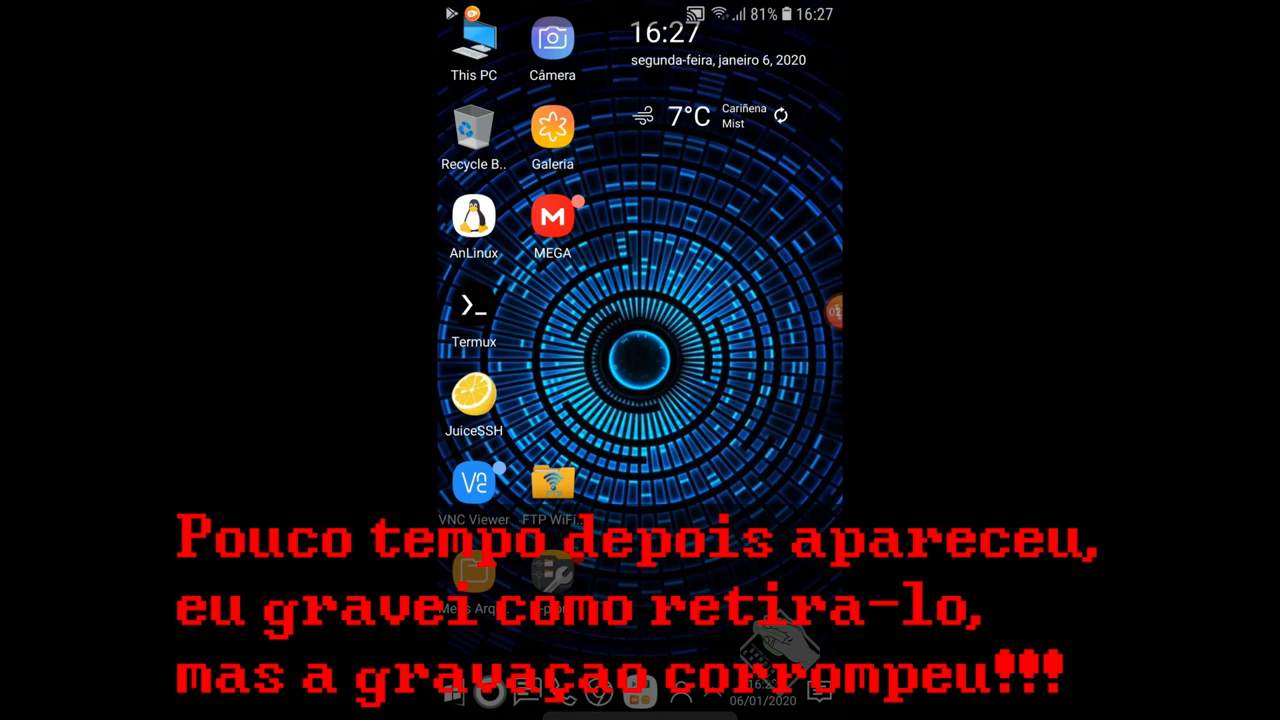 81% 16:27
16:27
segunda-feira, janeiro 6, 2020
7°C Cariñena
Mist
This PC Câmera
Recycle B.. Galeria
AnLinux MEGA
Termux
JuiceSSH
VNC Viewer FTP WiFi..
Pouco tempo depois apareceu,
eu gravei como retira-lo,
mas a gravaçao corrompeu!!!
06/01/2020